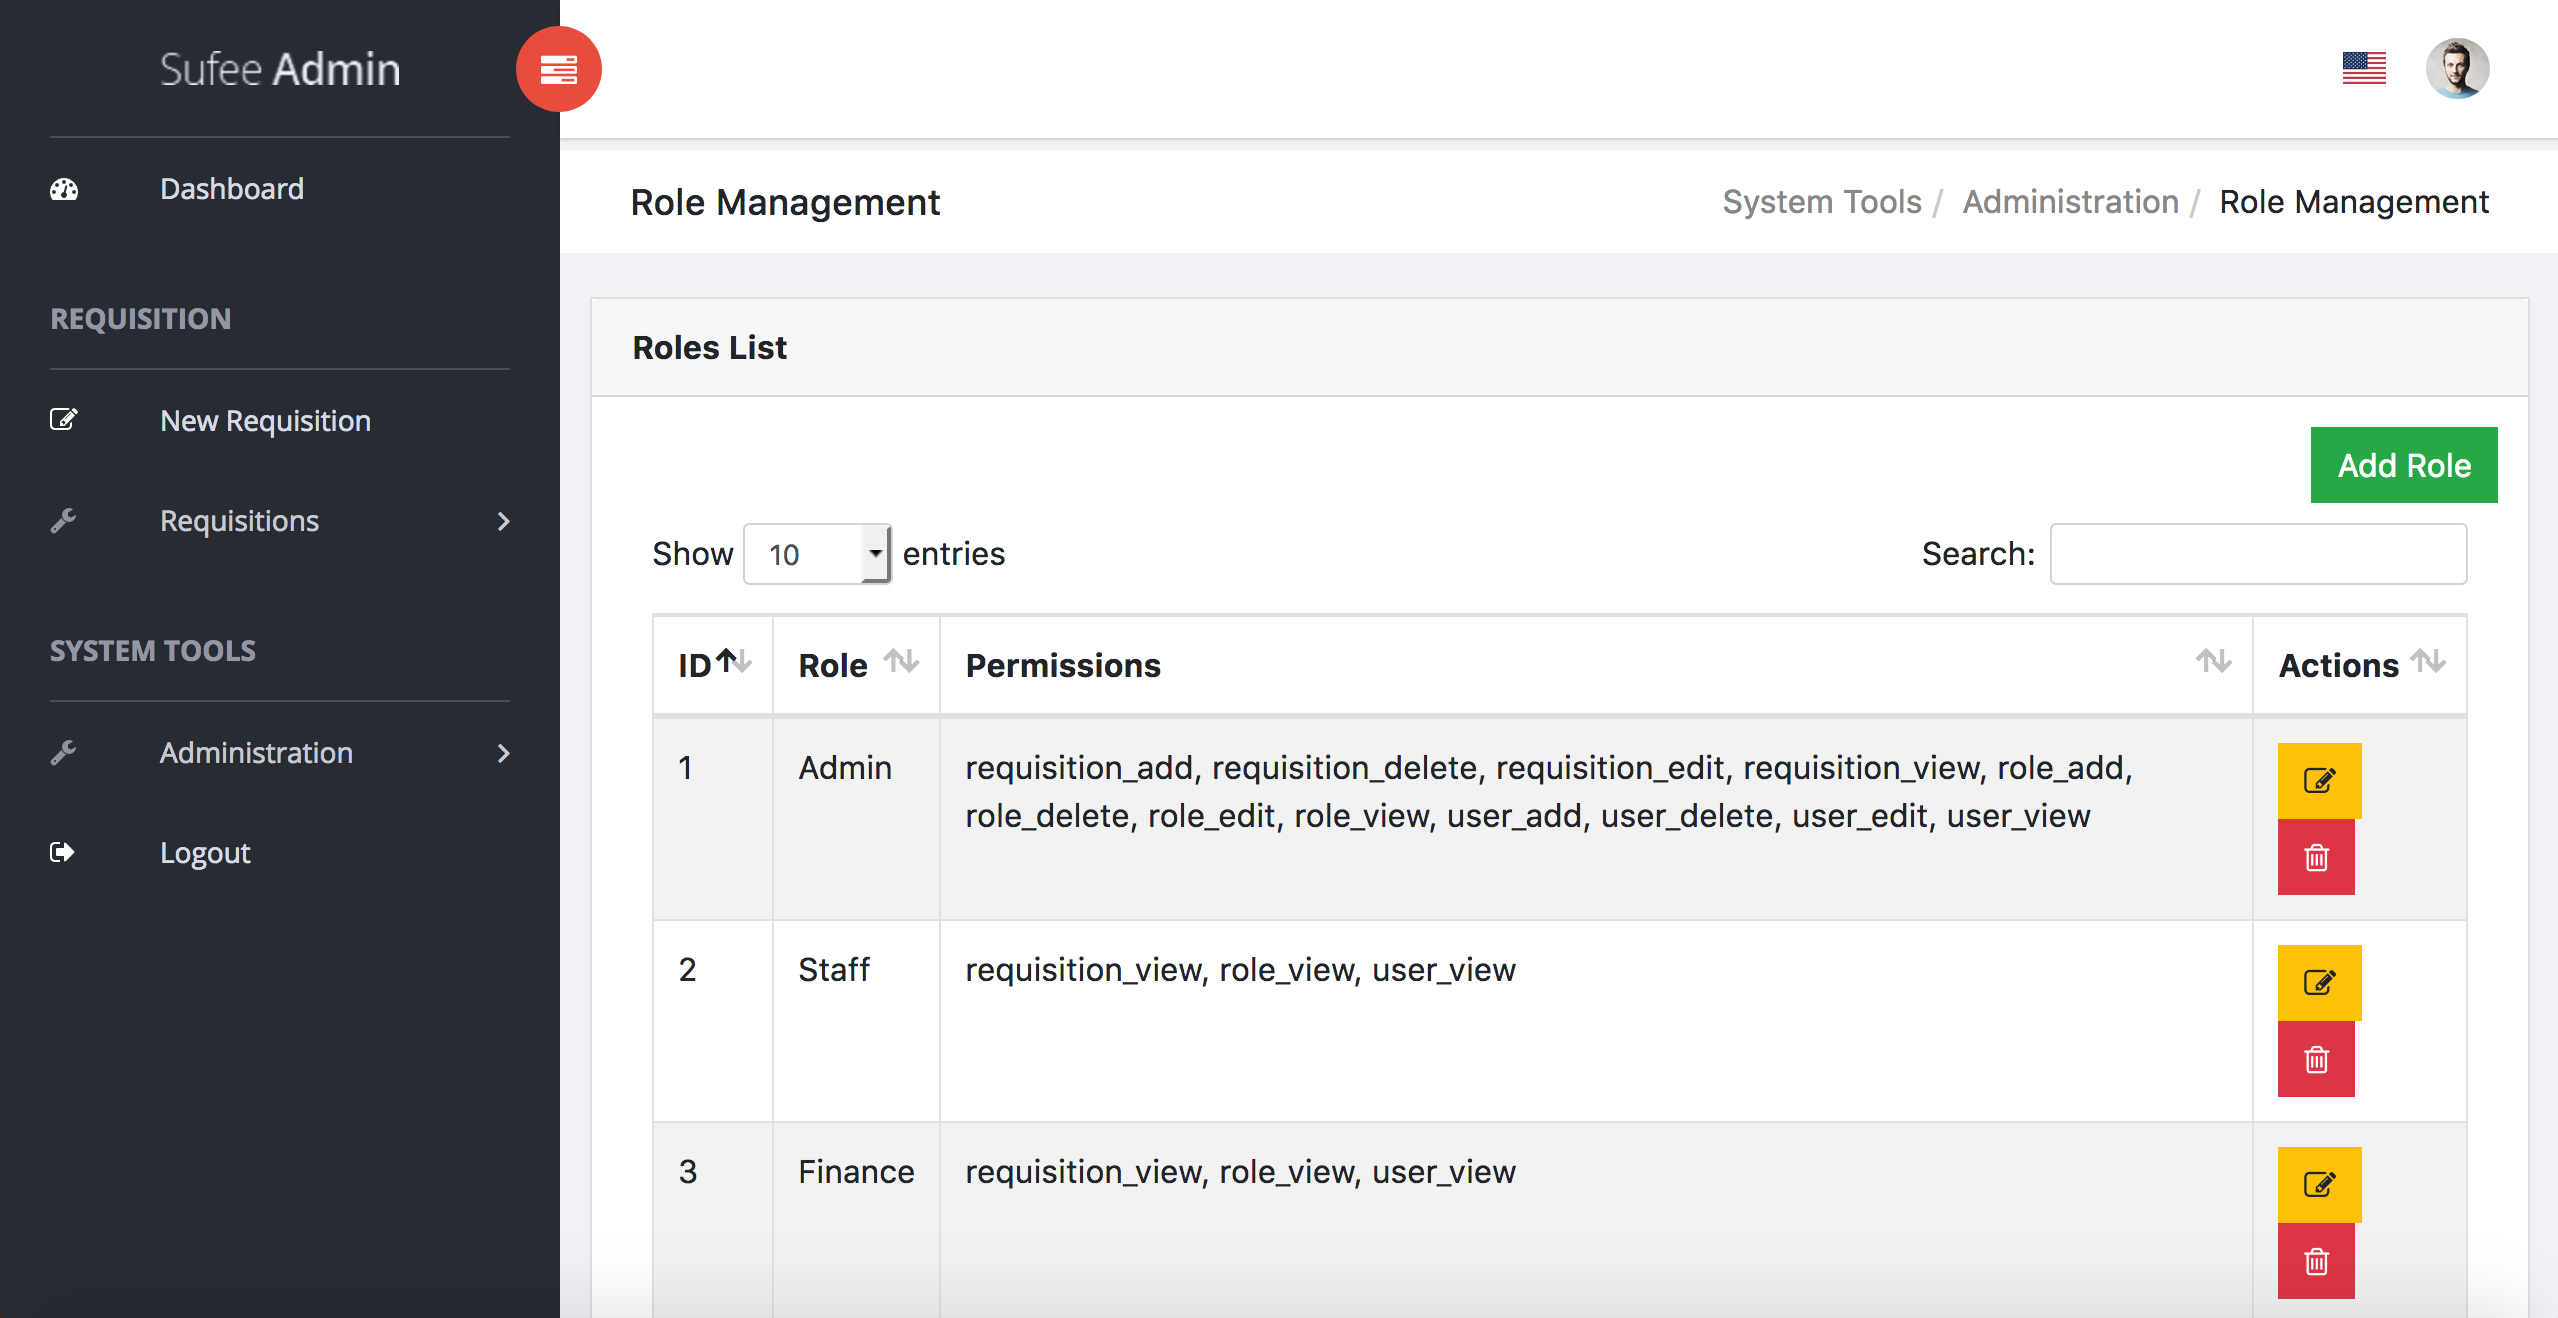 Sufee Admin
Dashboard
REQUISITION
New Requisition
Requisitions
SYSTEM TOOLS
Administration
Logout
Role Management
System Tools / Administration / Role Management
Roles List
Add Role
Show 10 entries
Search:
ID Role Permissions Actions
1 Admin requisition_add, requisition_delete, requisition_edit, requisition_view, role_add,
role_delete, role_edit, role_view, user_add, user_delete, user_edit, user_view
2 Staff requisition_view, role_view, user_view
3 Finance requisition_view, role_view, user_view